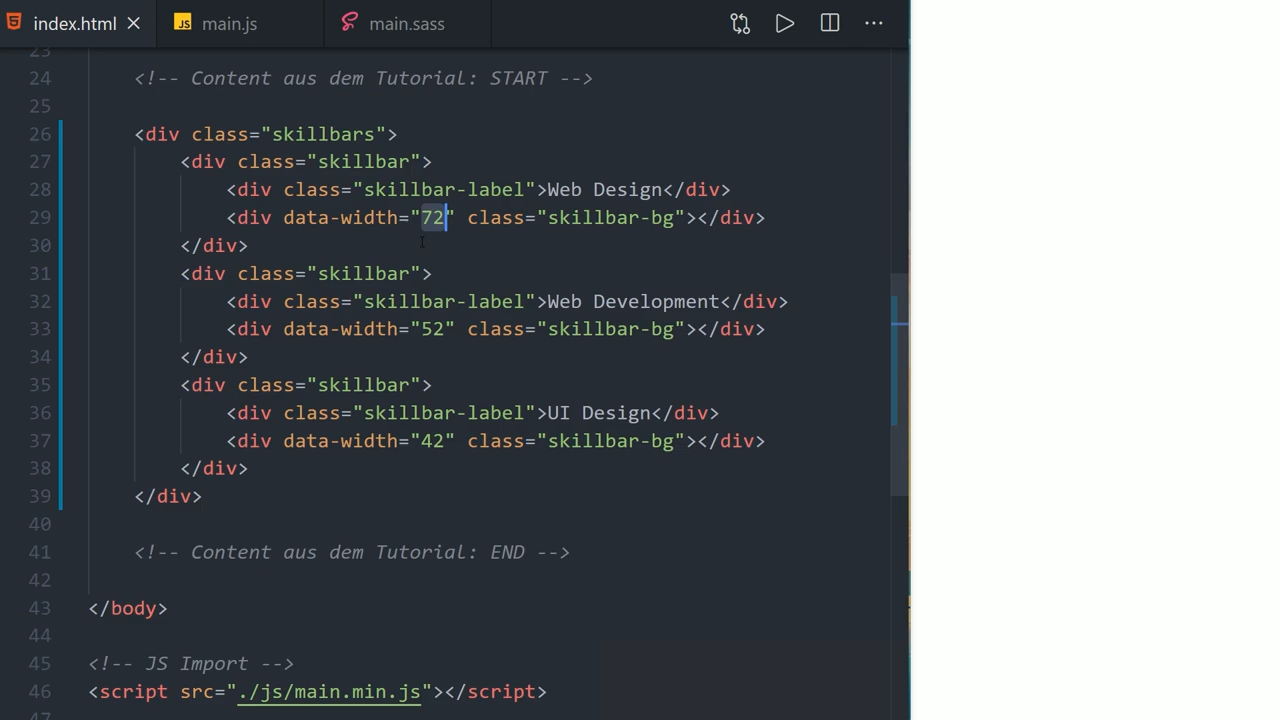 index.html
JS main.js
main.sass
23
24 <!-- Content aus dem Tutorial: START -->
25
26 <div class="skillbars">
27 <div class="skillbar">
28 <div class="skillbar-label">Web Design</div>
29 <div data-width="72" class="skillbar-bg"></div>
30 </div>
31 <div class="skillbar">
32 <div class="skillbar-label">Web Development</div>
33 <div data-width="52" class="skillbar-bg"></div>
34 </div>
35 <div class="skillbar">
36 <div class="skillbar-label">UI Design</div>
37 <div data-width="42" class="skillbar-bg"></div>
38 </div>
39 </div>
40
41 <!-- Content aus dem Tutorial: END -->
42
43 </body>
44
45 <!-- JS Import -->
46 <script src="./js/main.min.js"></script>
47